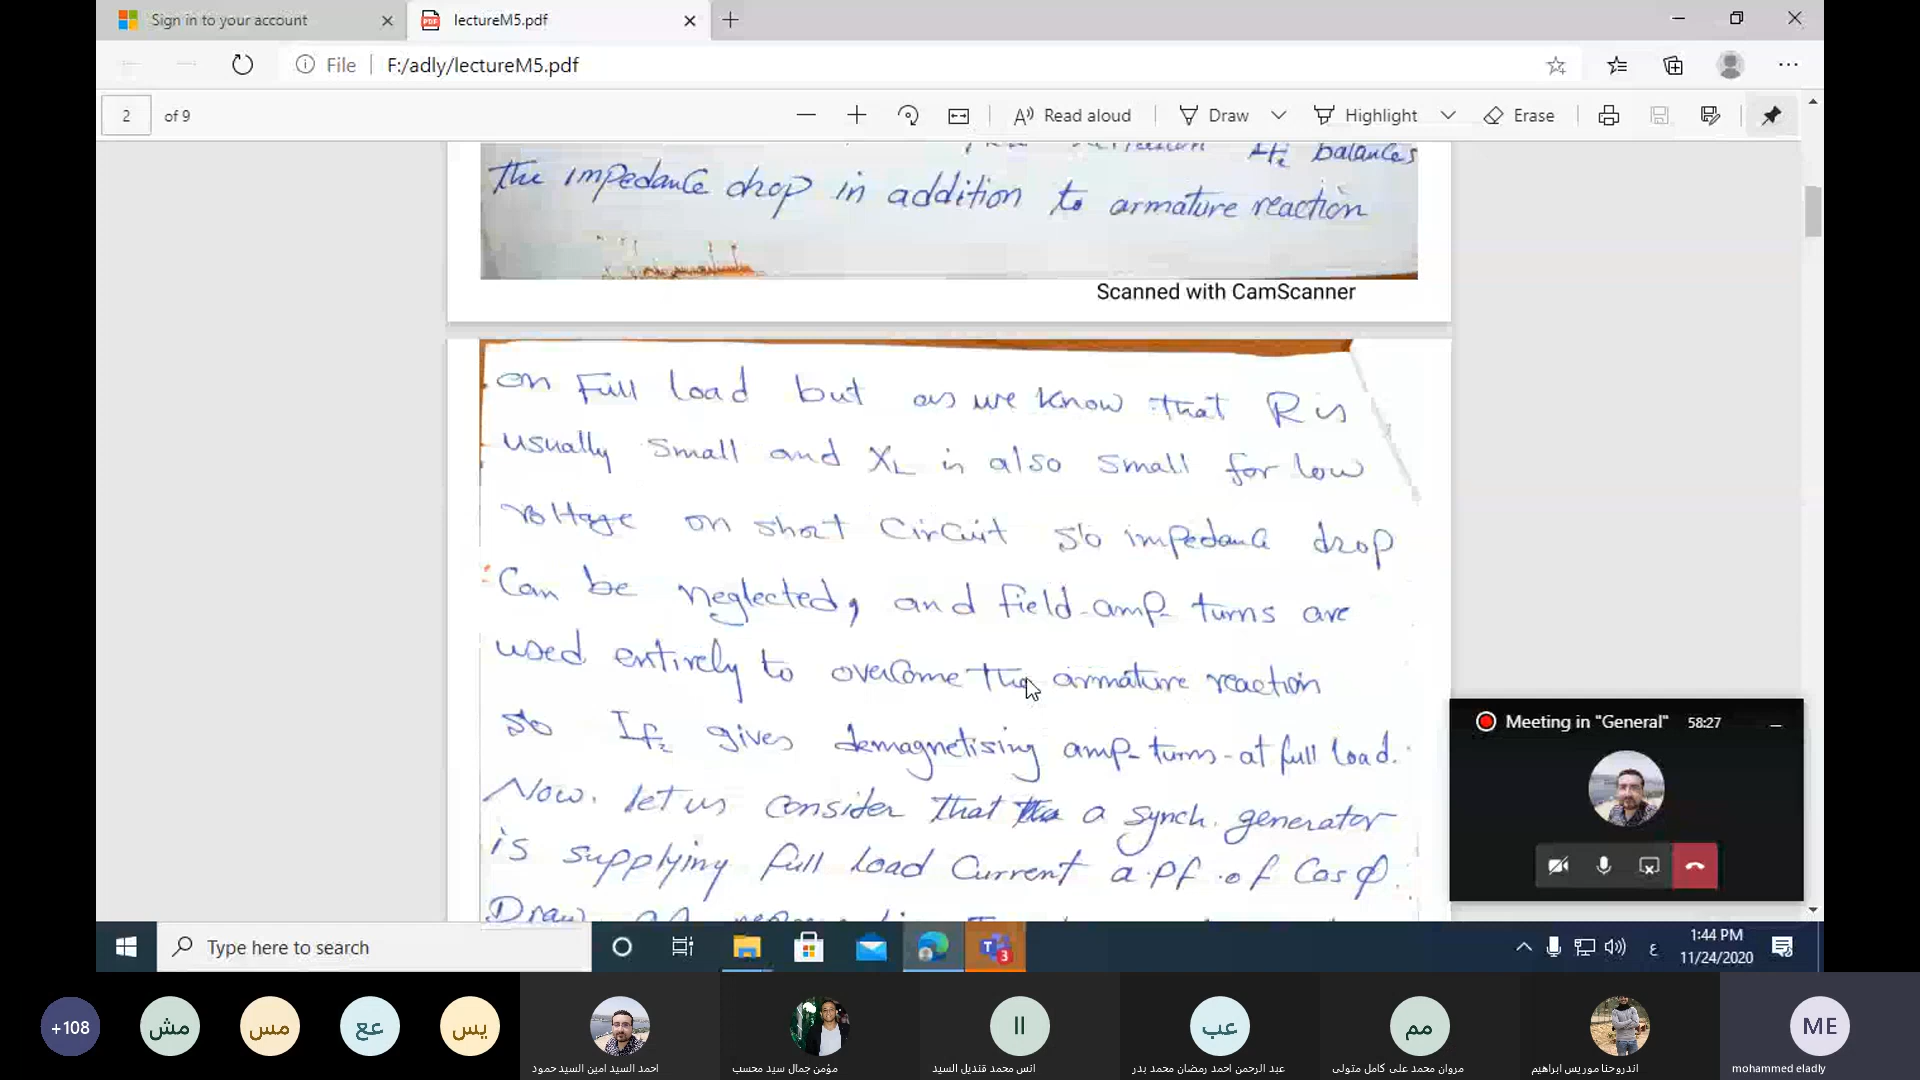 Sign in to your account
lectureM5.pdf
File F:/adly/lectureM5.pdf
2 of 9
Read aloud Draw Highlight Erase
If₂ balances
the impedance drop in addition to armature reaction
Scanned with CamScanner
on Full load but as we know that R is
usually small and XL is also small for low
voltage on short Circuit so impedance drop
Can be neglected, and field-amp-turns are
used entirely to overcome the armature reaction
so If₂ gives demagnetising amp-turns-at full load.
Now. let us consider that a synch. generator
is supplying full load Current a.pf.of Cos φ.
Draw
Meeting in "General" 58:27
Type here to search
3
ع
1:44 PM
11/24/2020
+108
مش
مس
عع
يس
II
عب
مم
ME
احمد السيد امين السيد حمود
مؤمن جمال سيد محسب
انس محمد قنديل السيد
عبد الرحمن احمد رمضان محمد بدر
مروان محمد على كامل متولى
اندروحنا موريس ابراهيم
mohammed eladly